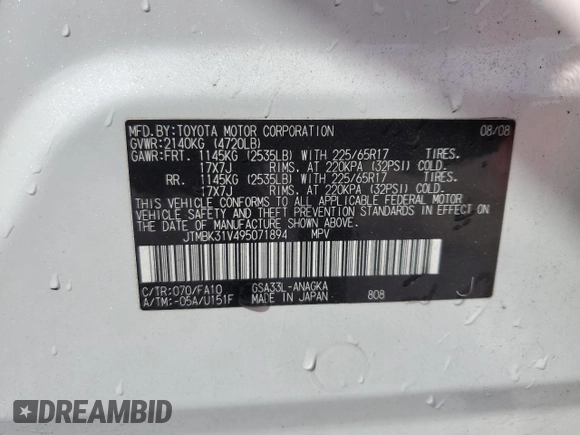 MFD. BY: TOYOTA MOTOR CORPORATION 08/08
GVWR: 2140KG (4720LB)
GAWR: FRT. 1145KG (2535LB) WITH 225/65R17 TIRES.
17X7J RIMS. AT 220KPA (32PSI) COLD.
RR. 1145KG (2535LB) WITH 225/65R17 TIRES.
17X7J RIMS. AT 220KPA (32PSI) COLD.
THIS VEHICLE CONFORMS TO ALL APPLICABLE FEDERAL MOTOR
VEHICLE SAFETY AND THEFT PREVENTION STANDARDS IN EFFECT ON
THE DATE OF MANUFACTURE SHOWN ABOVE.
JTMBK31V495071894 MPV
C/TR: 070/FA10 GSA33L-ANAGKA
A/TM: -05A/U151F MADE IN JAPAN 808 J
DREAMBID